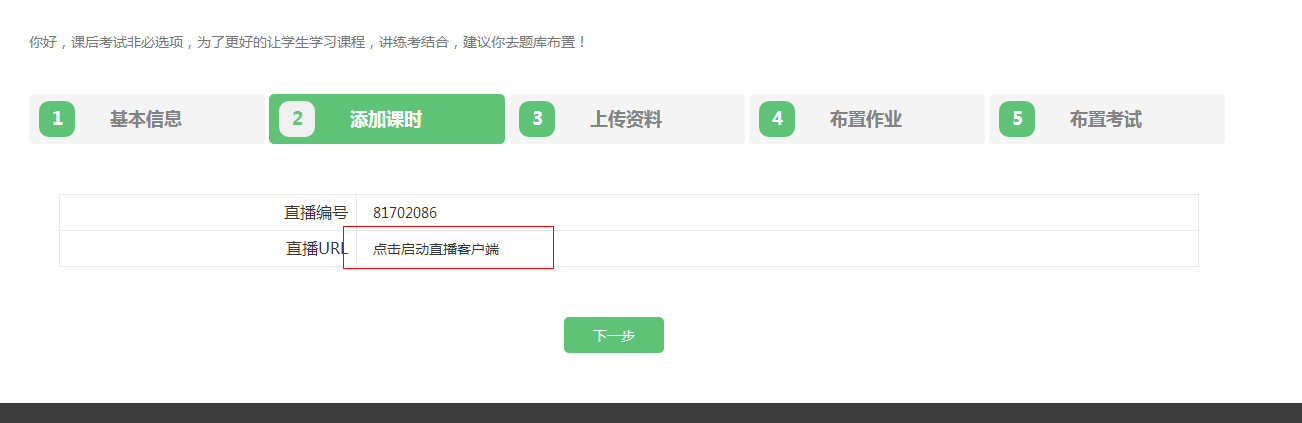 你好，课后考试非必选项，为了更好的让学生学习课程，讲练考结合，建议你去题库布置！
1 基本信息 2 添加课时 3 上传资料 4 布置作业 5 布置考试
直播编号 81702086
直播URL 点击启动直播客户端
下一步